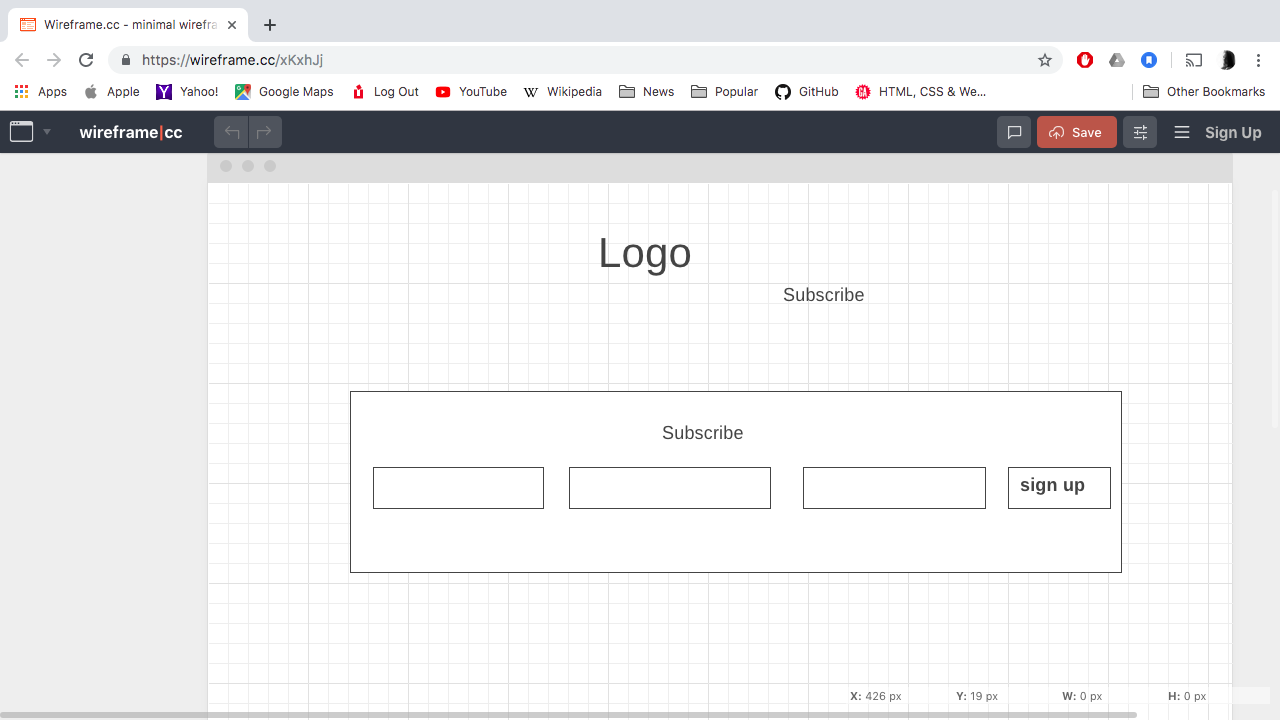 Wireframe.cc - minimal wirefra
https://wireframe.cc/xKxhJj
Apps Apple Yahoo! Google Maps Log Out YouTube Wikipedia News Popular GitHub HTML, CSS & We... Other Bookmarks
wireframe|cc Save Sign Up
Logo
Subscribe
Subscribe
sign up
X: 426 px Y: 19 px W: 0 px H: 0 px